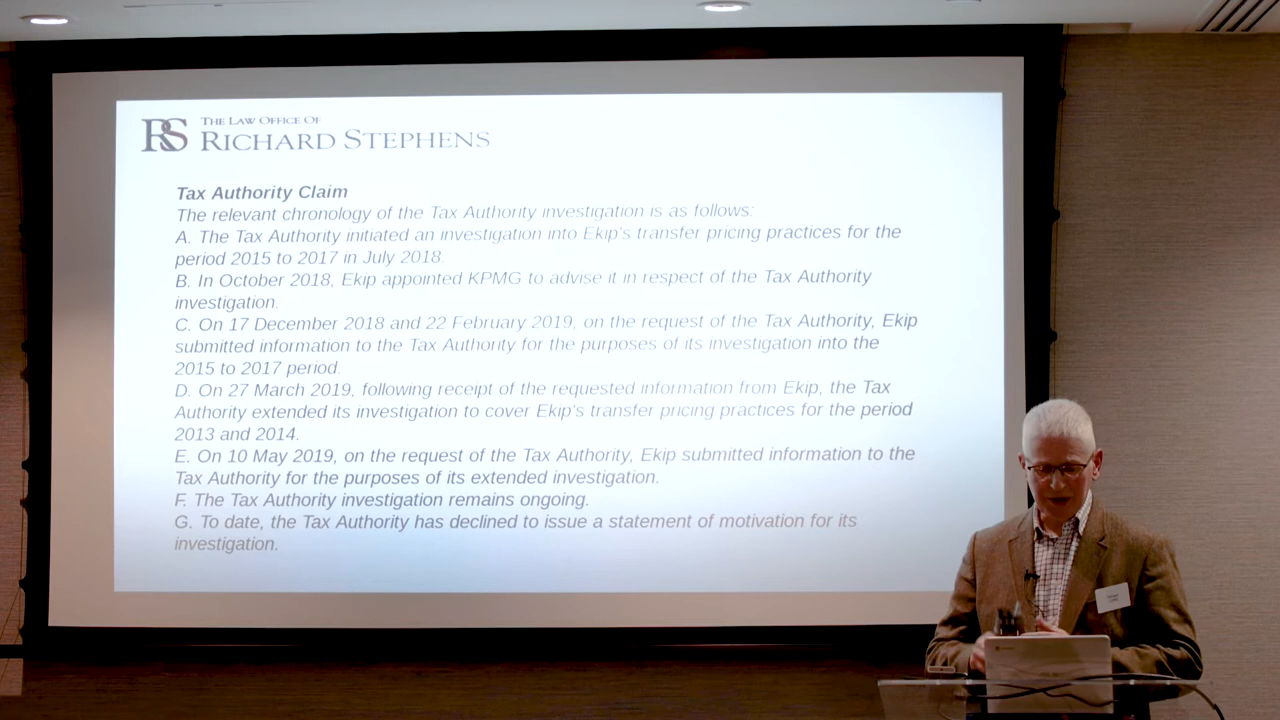 RS THE LAW OFFICE OF
RICHARD STEPHENS
Tax Authority Claim
The relevant chronology of the Tax Authority investigation is as follows:
A. The Tax Authority initiated an investigation into Ekip's transfer pricing practices for the
period 2015 to 2017 in July 2018.
B. In October 2018, Ekip appointed KPMG to advise it in respect of the Tax Authority
investigation.
C. On 17 December 2018 and 22 February 2019, on the request of the Tax Authority, Ekip
submitted information to the Tax Authority for the purposes of its investigation into the
2015 to 2017 period.
D. On 27 March 2019, following receipt of the requested information from Ekip, the Tax
Authority extended its investigation to cover Ekip's transfer pricing practices for the period
2013 and 2014.
E. On 10 May 2019, on the request of the Tax Authority, Ekip submitted information to the
Tax Authority for the purposes of its extended investigation.
F. The Tax Authority investigation remains ongoing.
G. To date, the Tax Authority has declined to issue a statement of motivation for its
investigation.